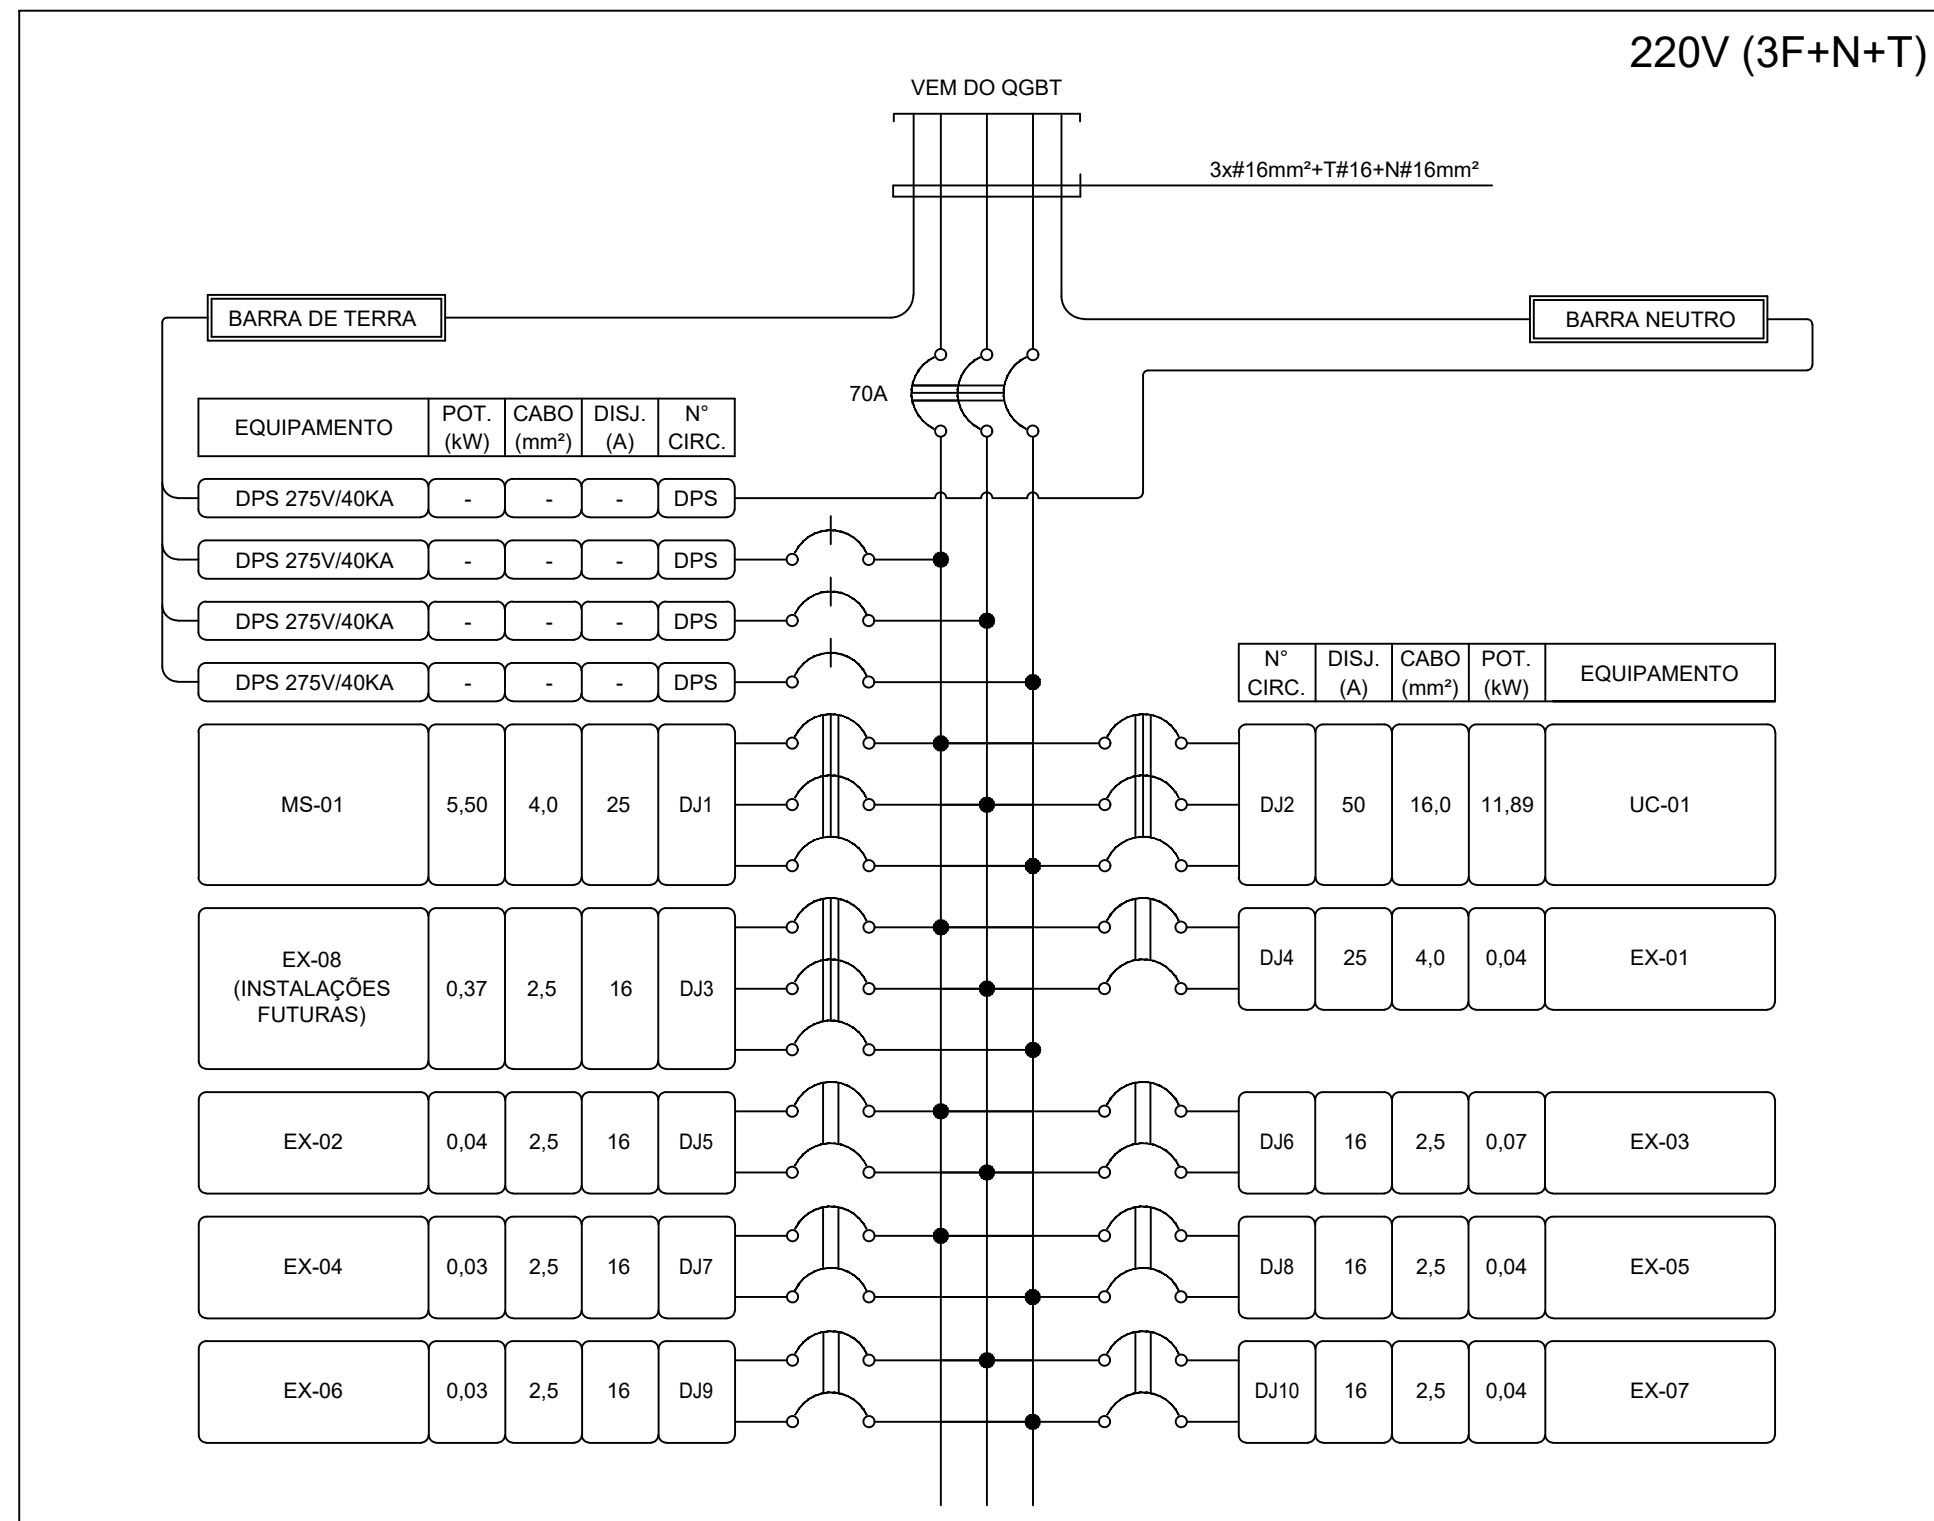 220V (3F+N+T)
VEM DO QGBT
3x#16mm²+T#16+N#16mm²
BARRA DE TERRA
BARRA NEUTRO
70A
EQUIPAMENTO POT. (kW) CABO (mm²) DISJ. (A) N° CIRC.
DPS 275V/40KA - - - DPS
DPS 275V/40KA - - - DPS
DPS 275V/40KA - - - DPS
DPS 275V/40KA - - - DPS
N° CIRC. DISJ. (A) CABO (mm²) POT. (kW) EQUIPAMENTO
MS-01 5,50 4,0 25 DJ1
DJ2 50 16,0 11,89 UC-01
EX-08
(INSTALAÇÕES
FUTURAS)
0,37 2,5 16 DJ3
DJ4 25 4,0 0,04 EX-01
EX-02 0,04 2,5 16 DJ5
DJ6 16 2,5 0,07 EX-03
EX-04 0,03 2,5 16 DJ7
DJ8 16 2,5 0,04 EX-05
EX-06 0,03 2,5 16 DJ9
DJ10 16 2,5 0,04 EX-07